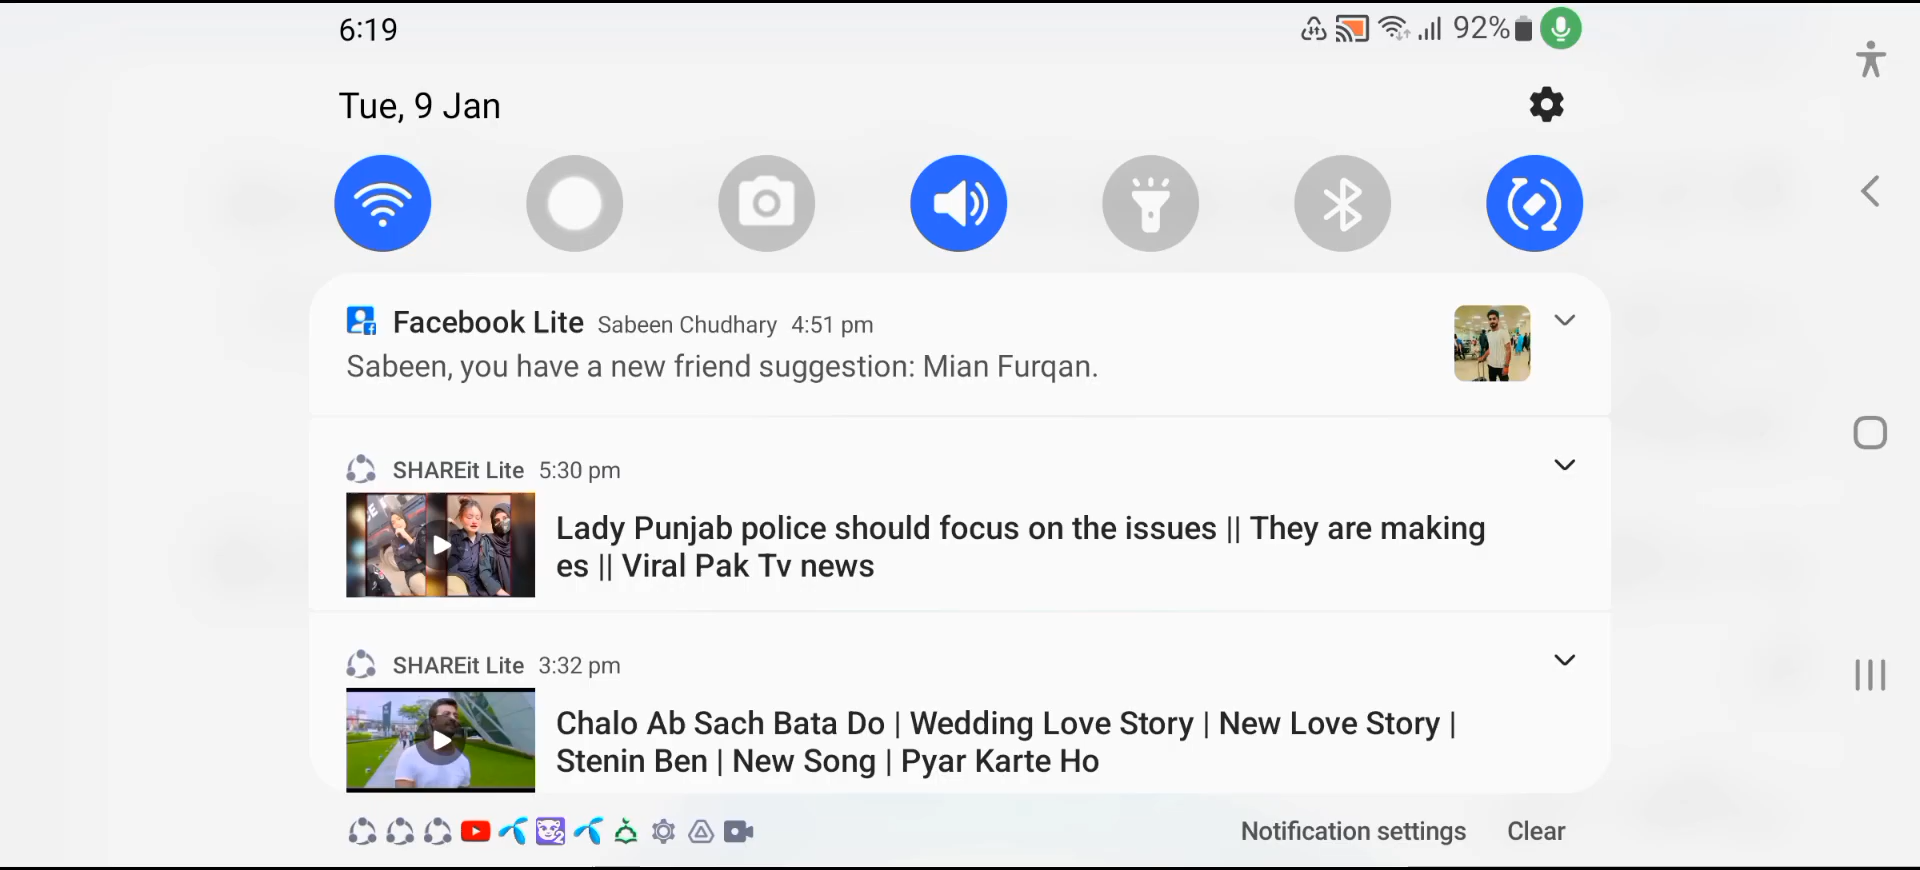 6:19
92%
Tue, 9 Jan
Facebook Lite Sabeen Chudhary 4:51 pm
Sabeen, you have a new friend suggestion: Mian Furqan.
SHAREit Lite 5:30 pm
Lady Punjab police should focus on the issues || They are making
es || Viral Pak Tv news
SHAREit Lite 3:32 pm
Chalo Ab Sach Bata Do | Wedding Love Story | New Love Story |
Stenin Ben | New Song | Pyar Karte Ho
Notification settings Clear